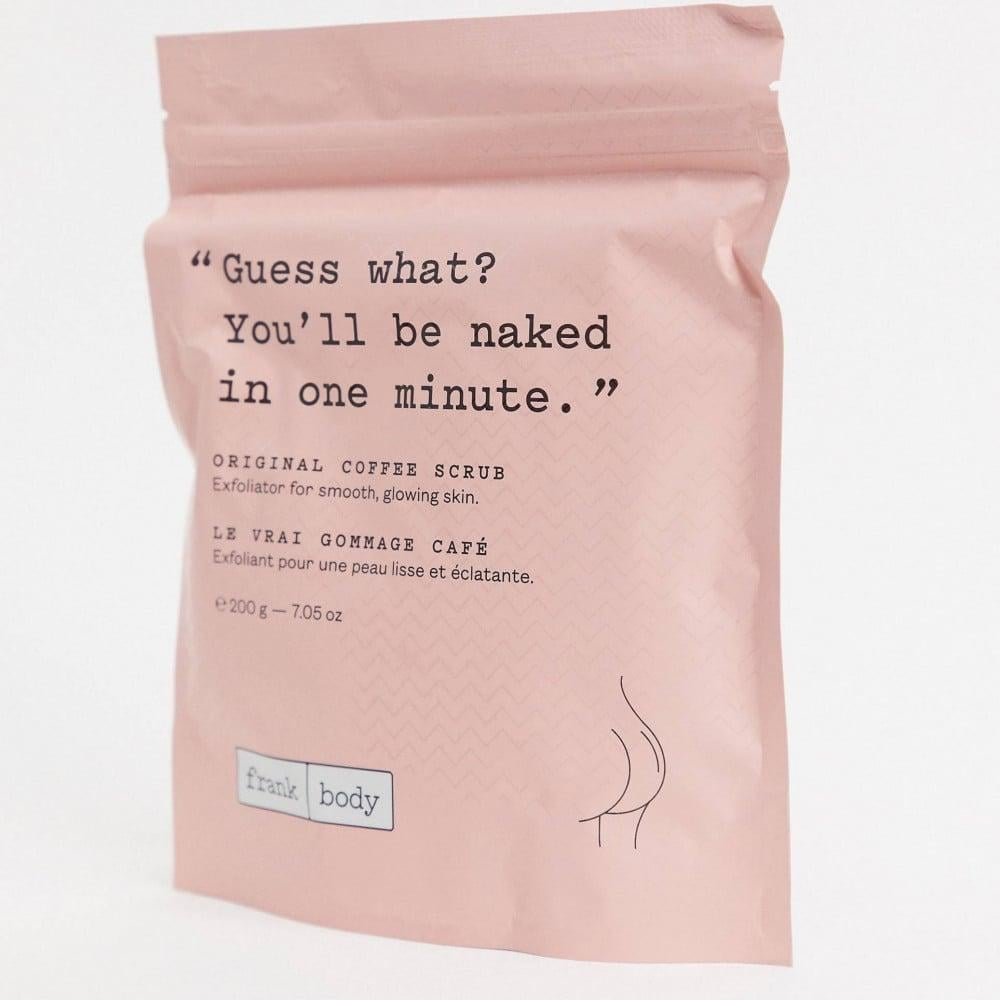 “Guess what?
You’ll be naked
in one minute.”
ORIGINAL COFFEE SCRUB
Exfoliator for smooth, glowing skin.
LE VRAI GOMMAGE CAFÉ
Exfoliant pour une peau lisse et éclatante.
℮ 200 g — 7.05 oz
frank body